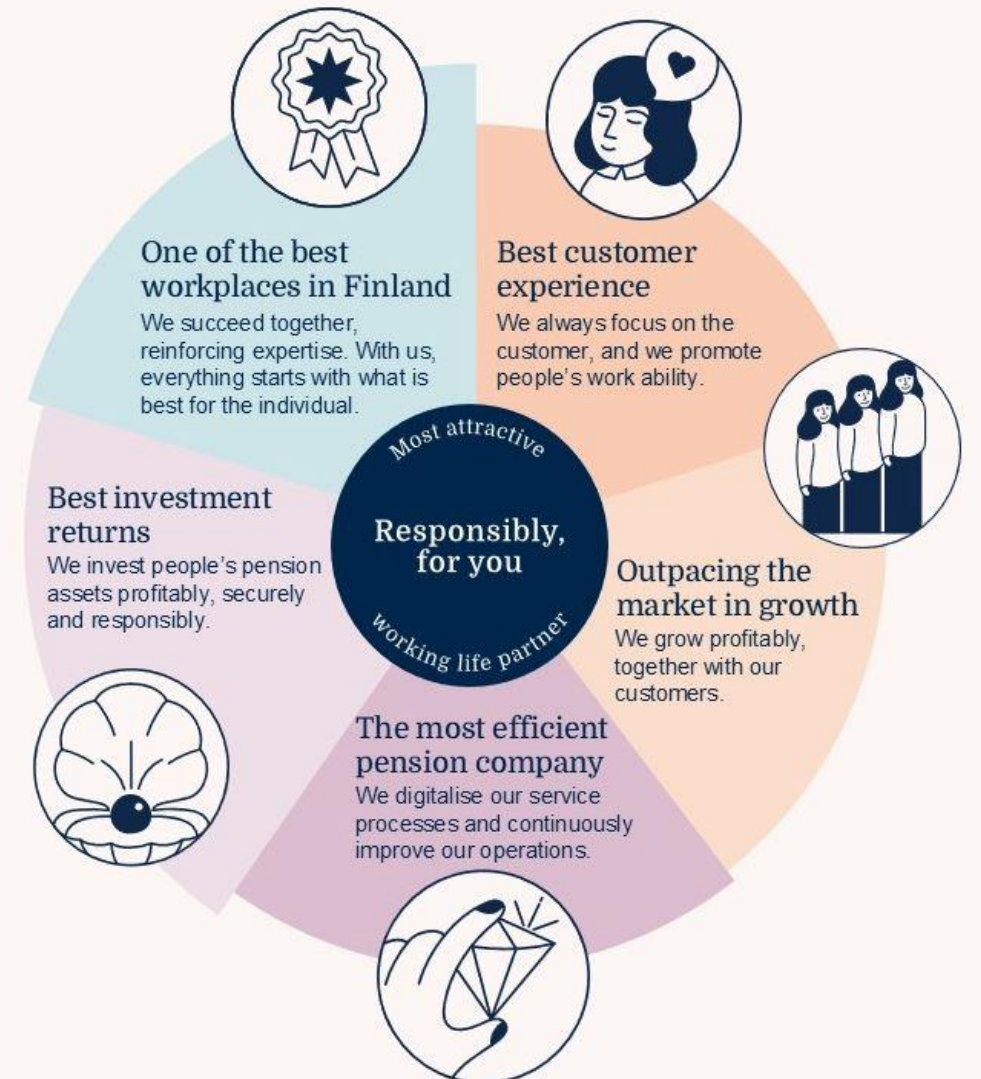 One of the best
workplaces in Finland
We succeed together,
reinforcing expertise. With us,
everything starts with what is
best for the individual.
Best customer
experience
We always focus on the
customer, and we promote
people's work ability.
Best investment
returns
We invest people's pension
assets profitably, securely
and responsibly.
Most attractive
Responsibly,
for you
working life partner
Outpacing the
market in growth
We grow profitably,
together with our
customers.
The most efficient
pension company
We digitalise our service
processes and continuously
improve our operations.